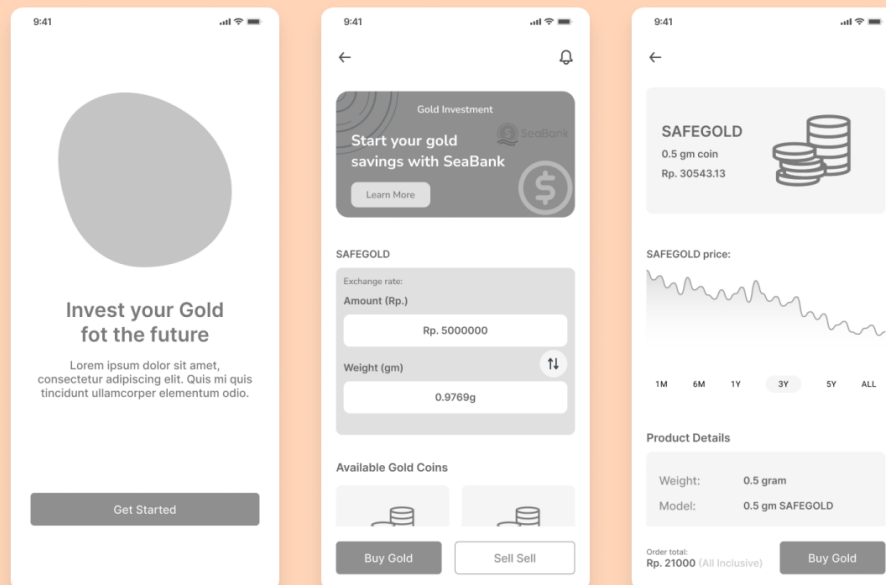 9:41
Invest your Gold
fot the future
Lorem ipsum dolor sit amet,
consectetur adipiscing elit. Quis mi quis
tincidunt ullamcorper elementum odio.
Get Started
9:41
Gold Investment
SeaBank
Start your gold
savings with SeaBank
Learn More
SAFEGOLD
Exchange rate:
Amount (Rp.)
Rp. 5000000
Weight (gm)
0.9769g
Available Gold Coins
Buy Gold
Sell Sell
9:41
SAFEGOLD
0.5 gm coin
Rp. 30543.13
SAFEGOLD price:
1M 6M 1Y 3Y 5Y ALL
Product Details
Weight: 0.5 gram
Model: 0.5 gm SAFEGOLD
Order total:
Rp. 21000 (All Inclusive)
Buy Gold